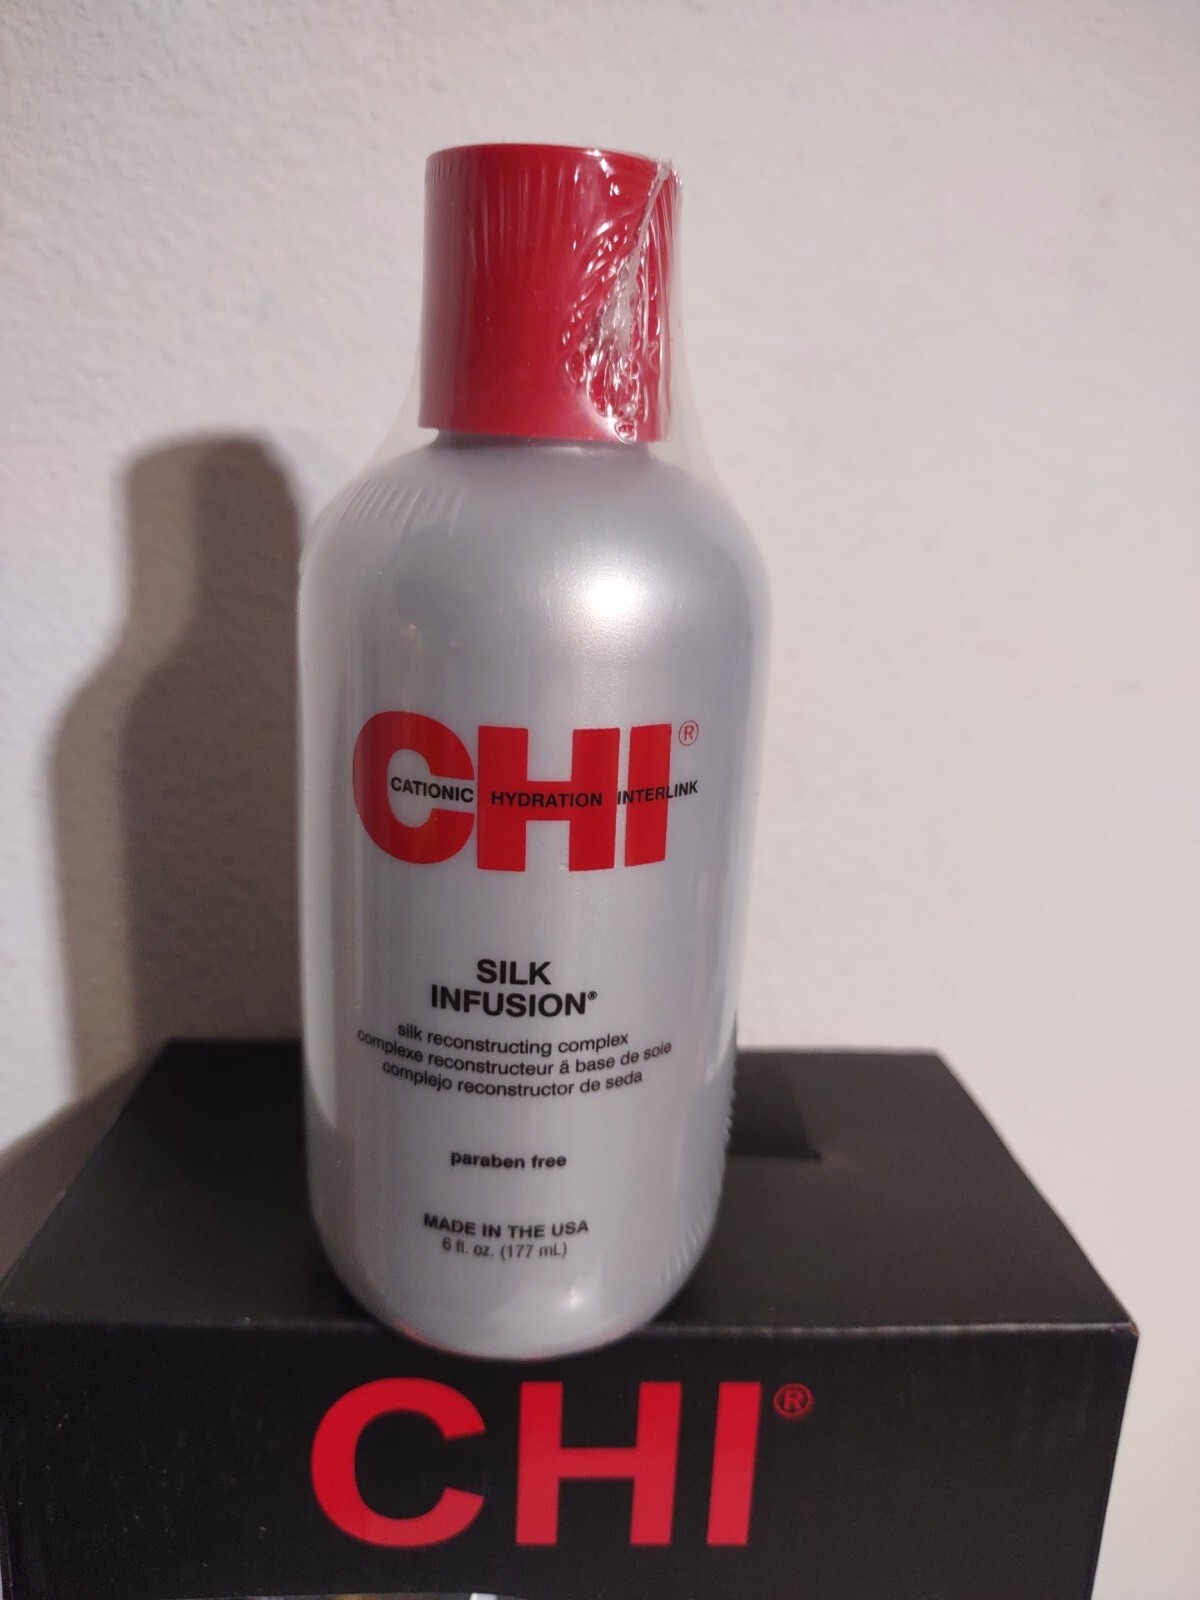 CHI®
CATIONIC HYDRATION INTERLINK
SILK
INFUSION®
silk reconstructing complex
complexe reconstructeur ä base de soie
complejo reconstructor de seda
paraben free
MADE IN THE USA
6 fl. oz. (177 mL)
CHI®